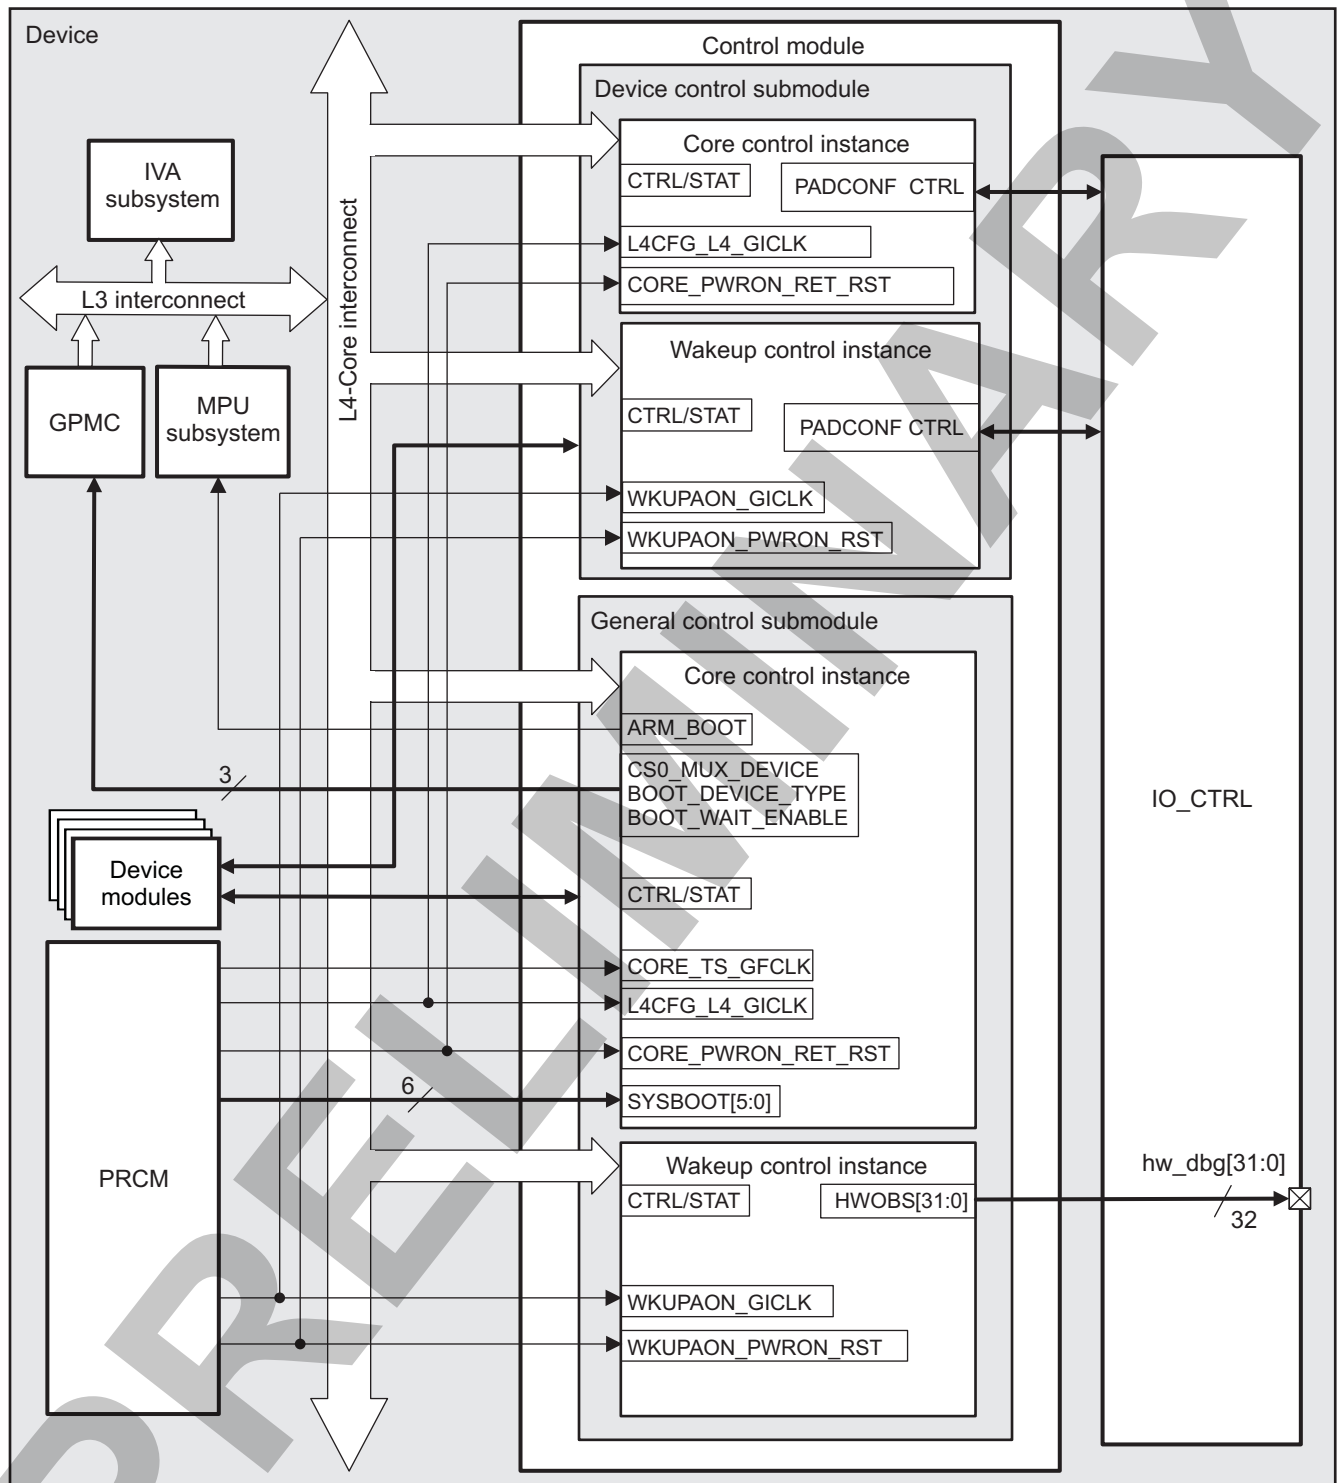 Device
Control module
Device control submodule
Core control instance
CTRL/STAT
PADCONF CTRL
L4CFG_L4_GICLK
CORE_PWRON_RET_RST
IVA
subsystem
L3 interconnect
L4-Core interconnect
GPMC
MPU
subsystem
Wakeup control instance
CTRL/STAT
PADCONF CTRL
WKUPAON_GICLK
WKUPAON_PWRON_RST
General control submodule
Core control instance
ARM_BOOT
CS0_MUX_DEVICE
BOOT_DEVICE_TYPE
BOOT_WAIT_ENABLE
3
IO_CTRL
Device
modules
CTRL/STAT
CORE_TS_GFCLK
L4CFG_L4_GICLK
CORE_PWRON_RET_RST
6
SYSBOOT[5:0]
PRCM
Wakeup control instance
CTRL/STAT
HWOBS[31:0]
hw_dbg[31:0]
32
WKUPAON_GICLK
WKUPAON_PWRON_RST
PRELIMINARY